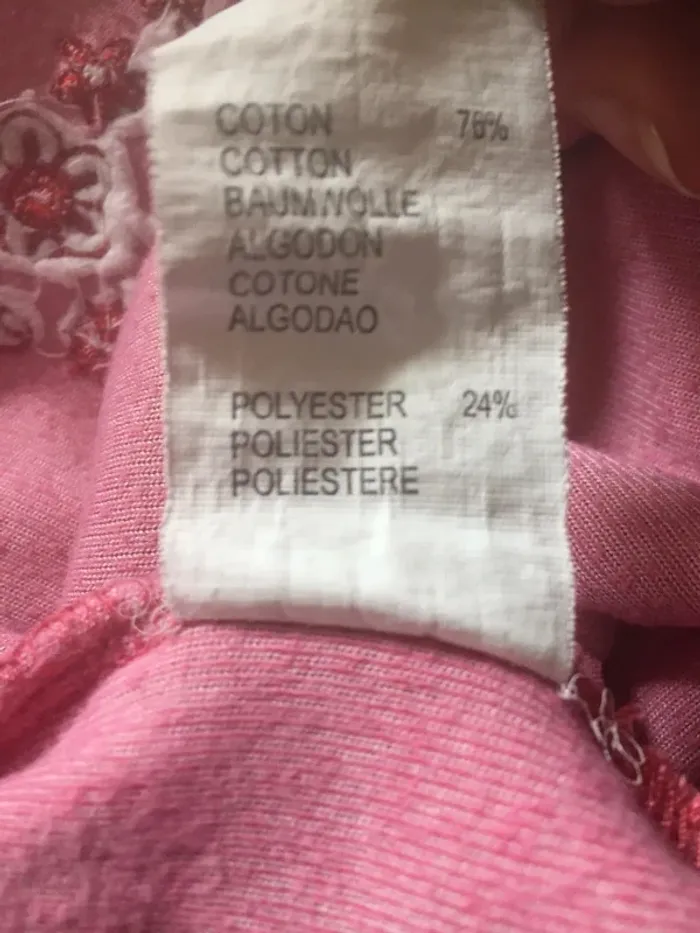 COTON 76%
COTTON
BAUMWOLLE
ALGODON
COTONE
ALGODAO
POLYESTER 24%
POLIESTER
POLIESTERE